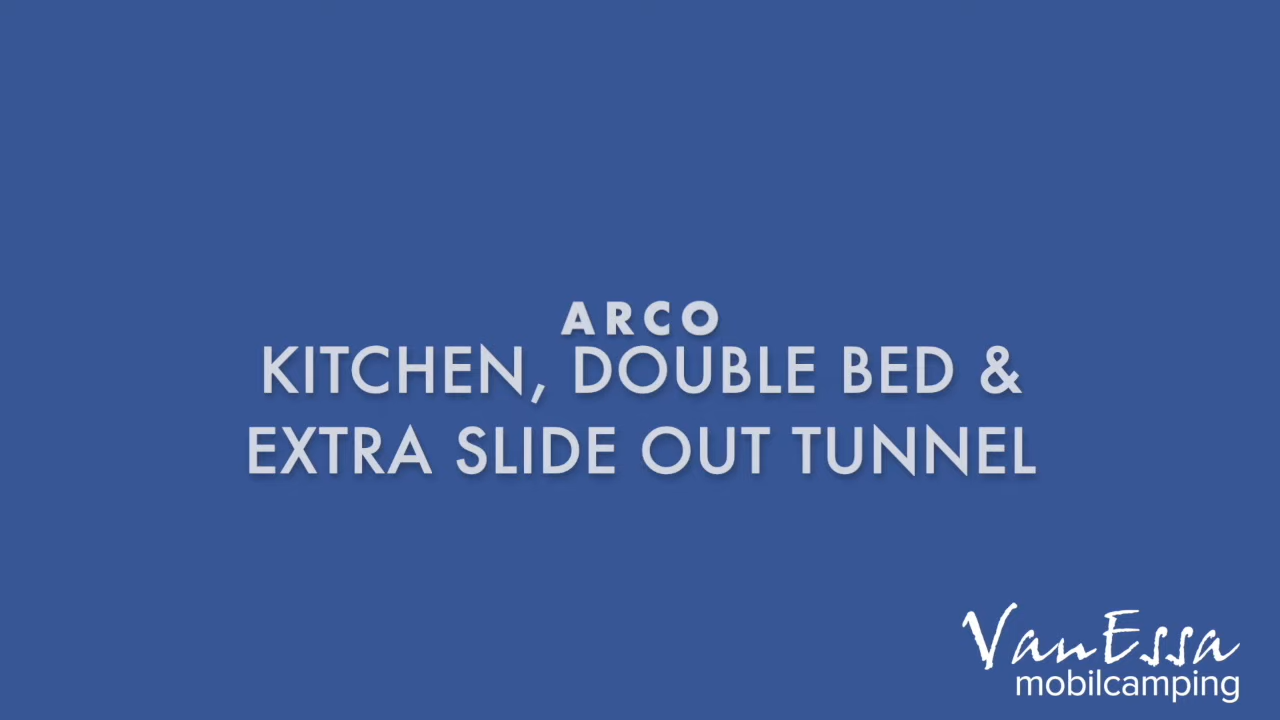 ARCO
KITCHEN, DOUBLE BED &
EXTRA SLIDE OUT TUNNEL
VanEssa
mobilcamping